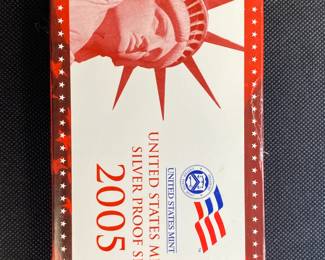 UNITED STATES MINT
UNITED STATES M
SILVER PROOF S
2005